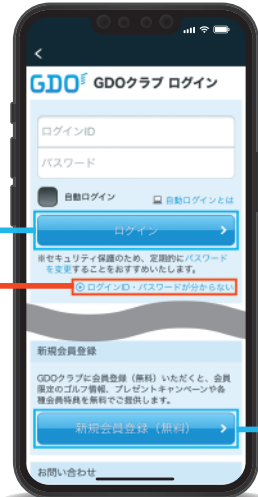 GDO GDOクラブ ログイン
ログインID
パスワード
自動ログイン 自動ログインとは
ログイン
※セキュリティ保護のため、定期的にパスワード
を変更することをおすすめいたします。
ログインID・パスワードが分からない
新規会員登録
GDOクラブに会員登録（無料）いただくと、会員
限定のゴルフ情報、プレゼントキャンペーンや各
種会員特典を無料でご提供します。
新規会員登録（無料）
お問い合わせ